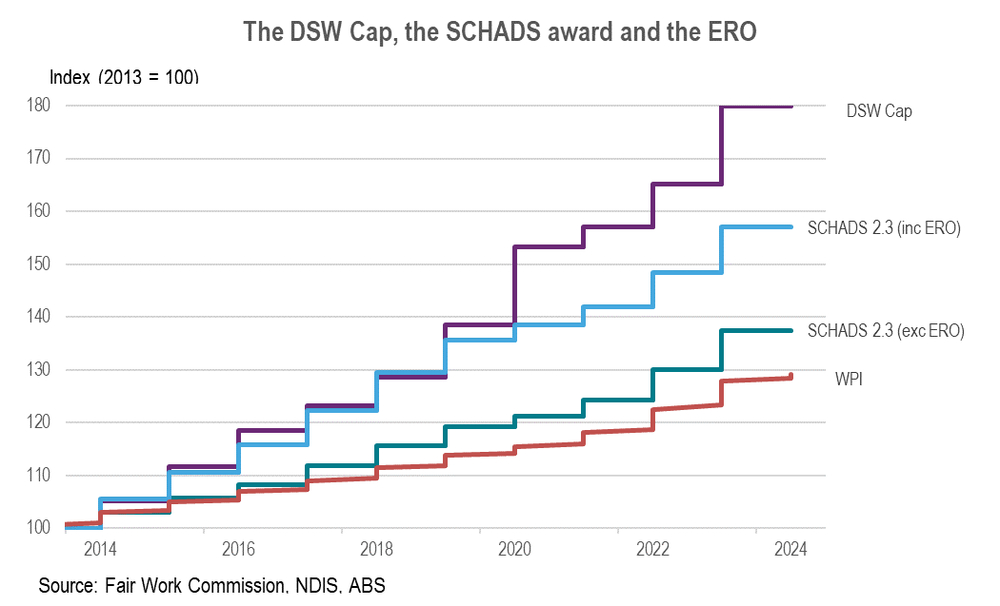 The DSW Cap, the SCHADS award and the ERO
Index (2013 = 100)
180
DSW Cap
170
160
SCHADS 2.3 (inc ERO)
150
140
SCHADS 2.3 (exc ERO)
130
WPI
120
110
100
2014 2016 2018 2020 2022 2024
Source: Fair Work Commission, NDIS, ABS